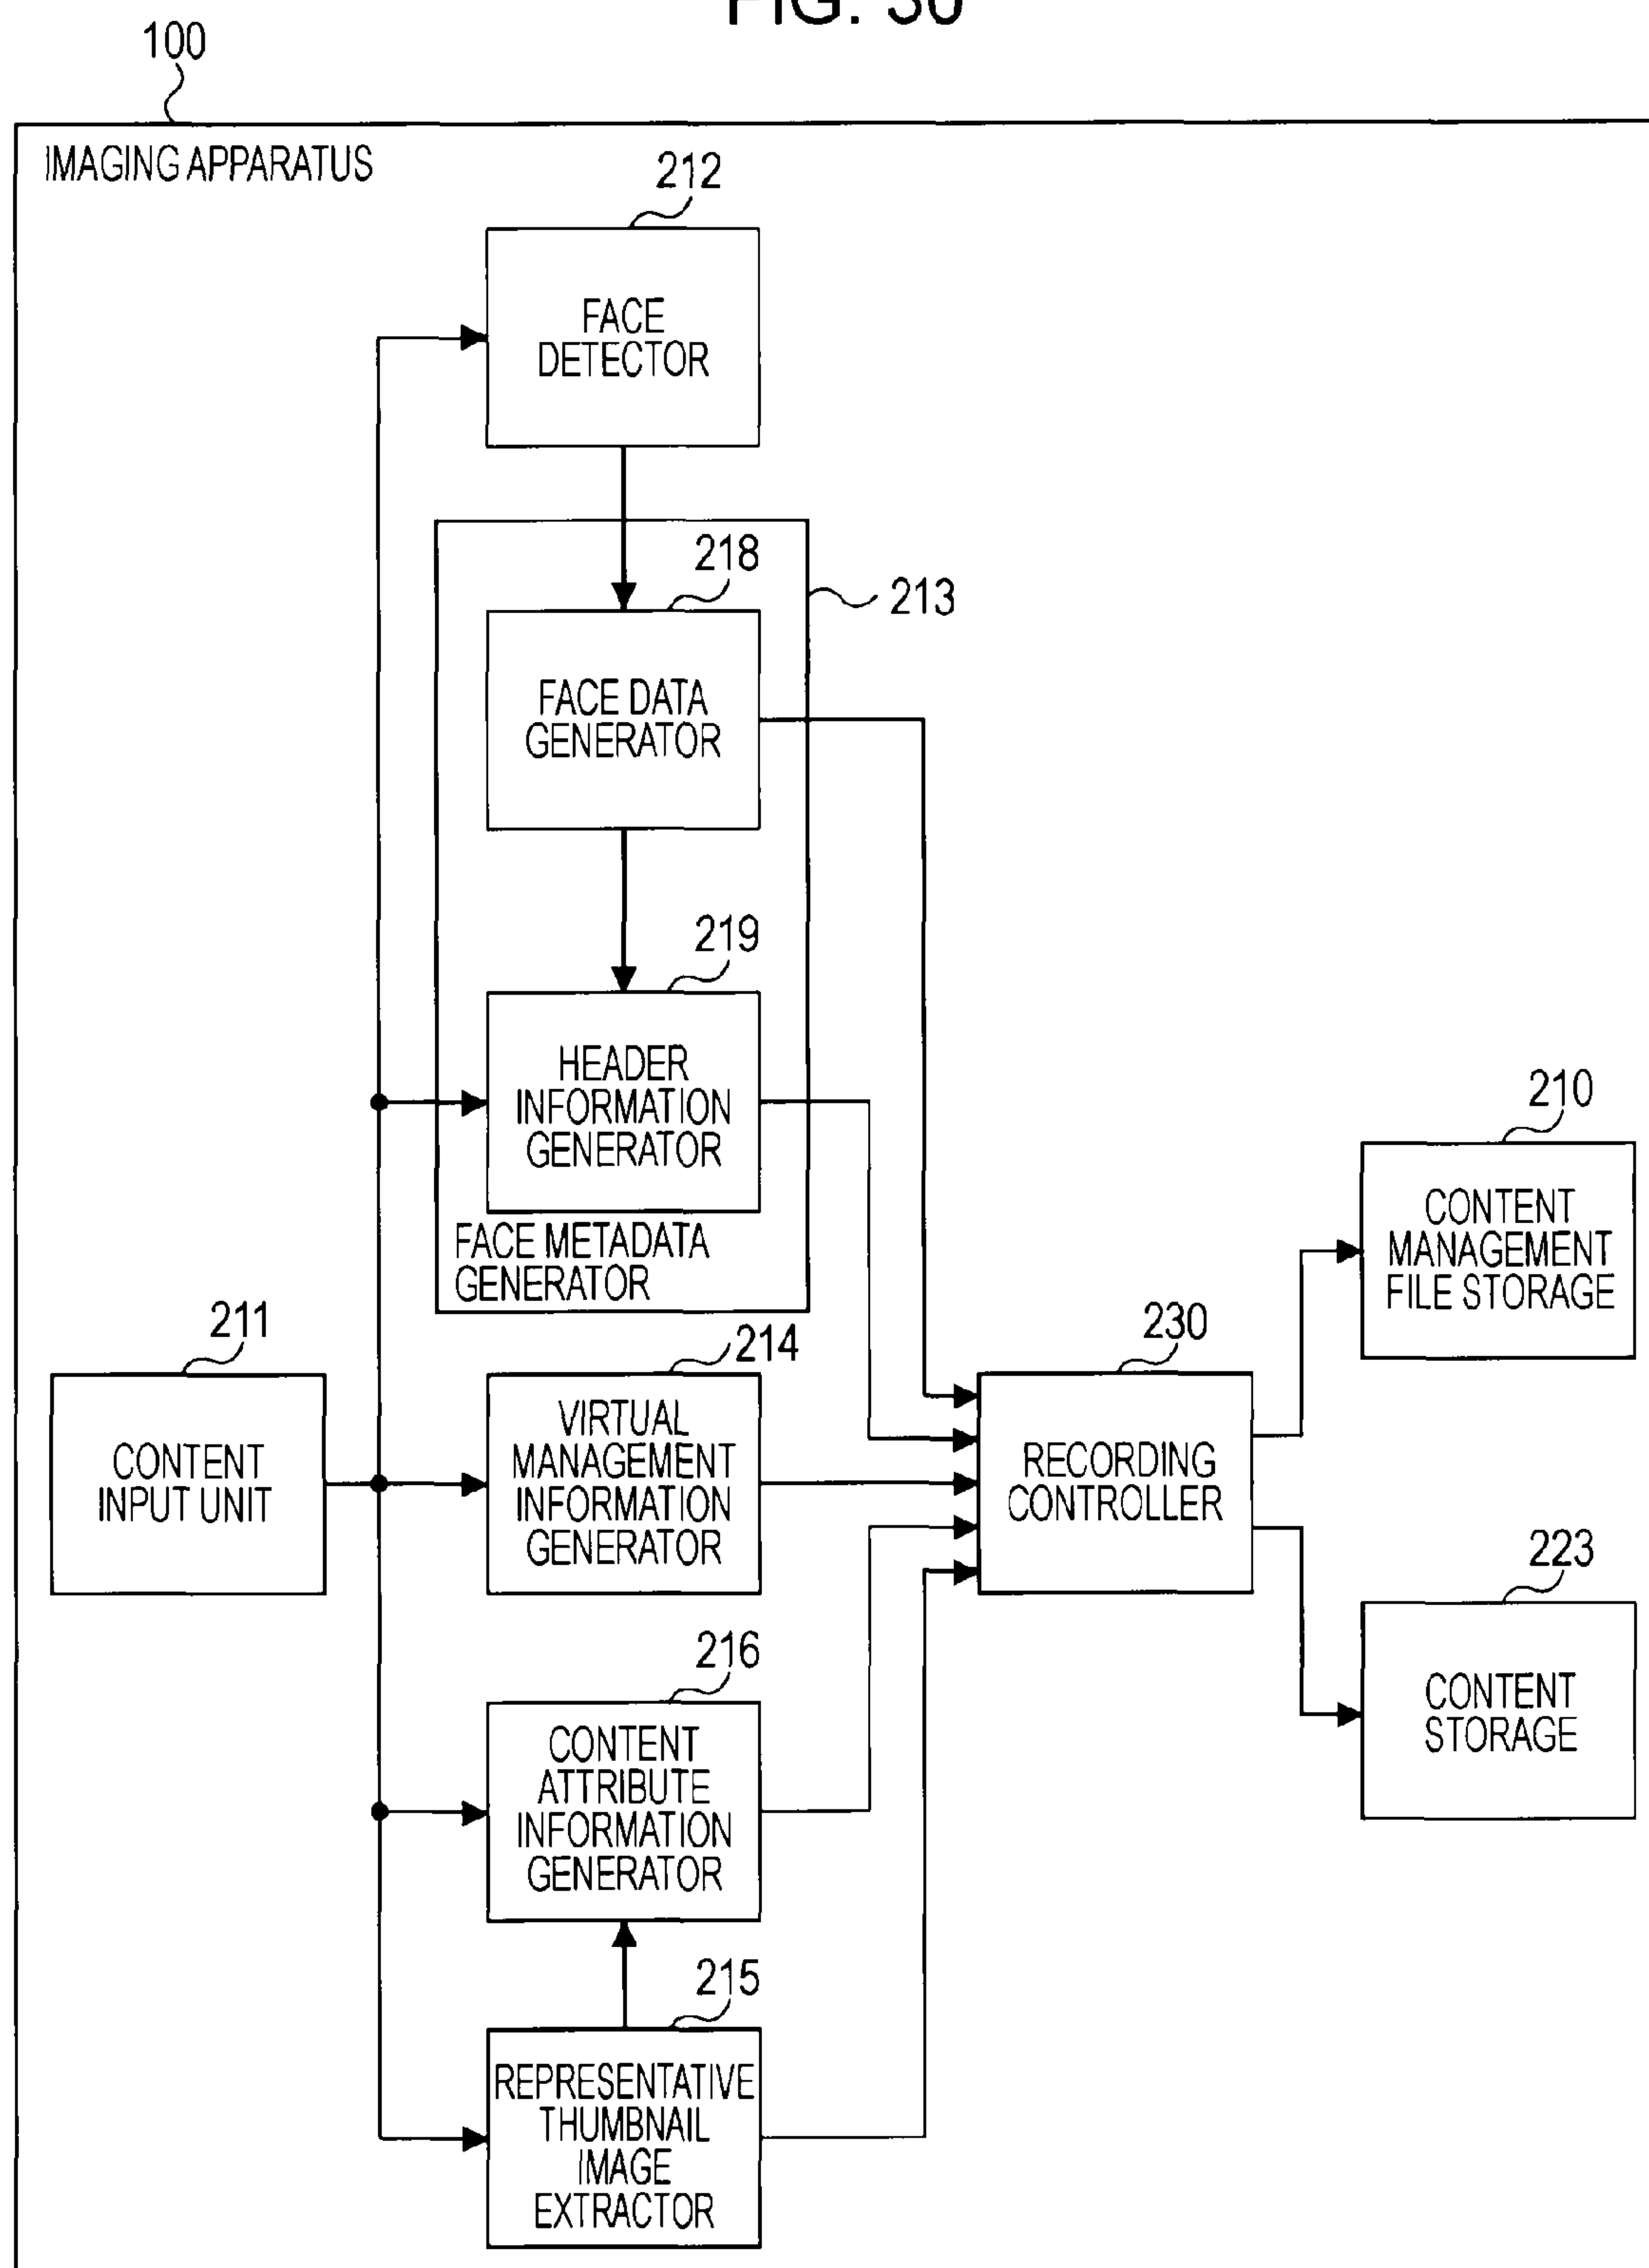 FIG.
100
IMAGING APPARATUS
212
FACE
DETECTOR
218
213
FACE DATA
GENERATOR
219
HEADER
INFORMATION
GENERATOR
FACE METADATA
GENERATOR
210
CONTENT
MANAGEMENT
FILE STORAGE
211
CONTENT
INPUT UNIT
214
VIRTUAL
MANAGEMENT
INFORMATION
GENERATOR
230
RECORDING
CONTROLLER
223
CONTENT
STORAGE
216
CONTENT
ATTRIBUTE
INFORMATION
GENERATOR
215
REPRESENTATIVE
THUMBNAIL
IMAGE
EXTRACTOR